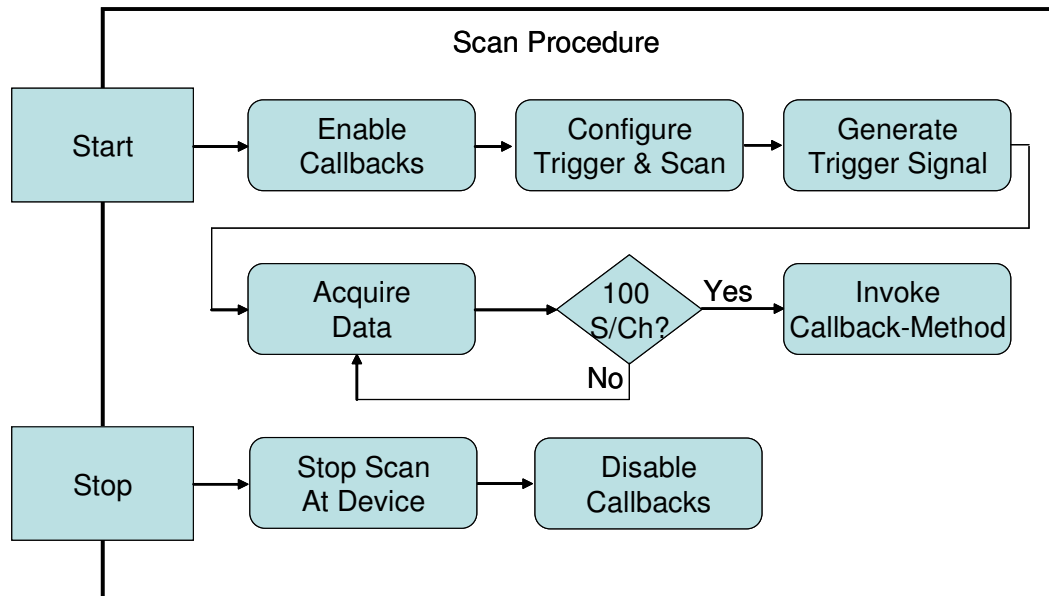 Scan Procedure
Start
Enable
Callbacks
Configure
Trigger & Scan
Generate
Trigger Signal
Acquire
Data
100
S/Ch?
Yes
No
Invoke
Callback-Method
Stop
Stop Scan
At Device
Disable
Callbacks